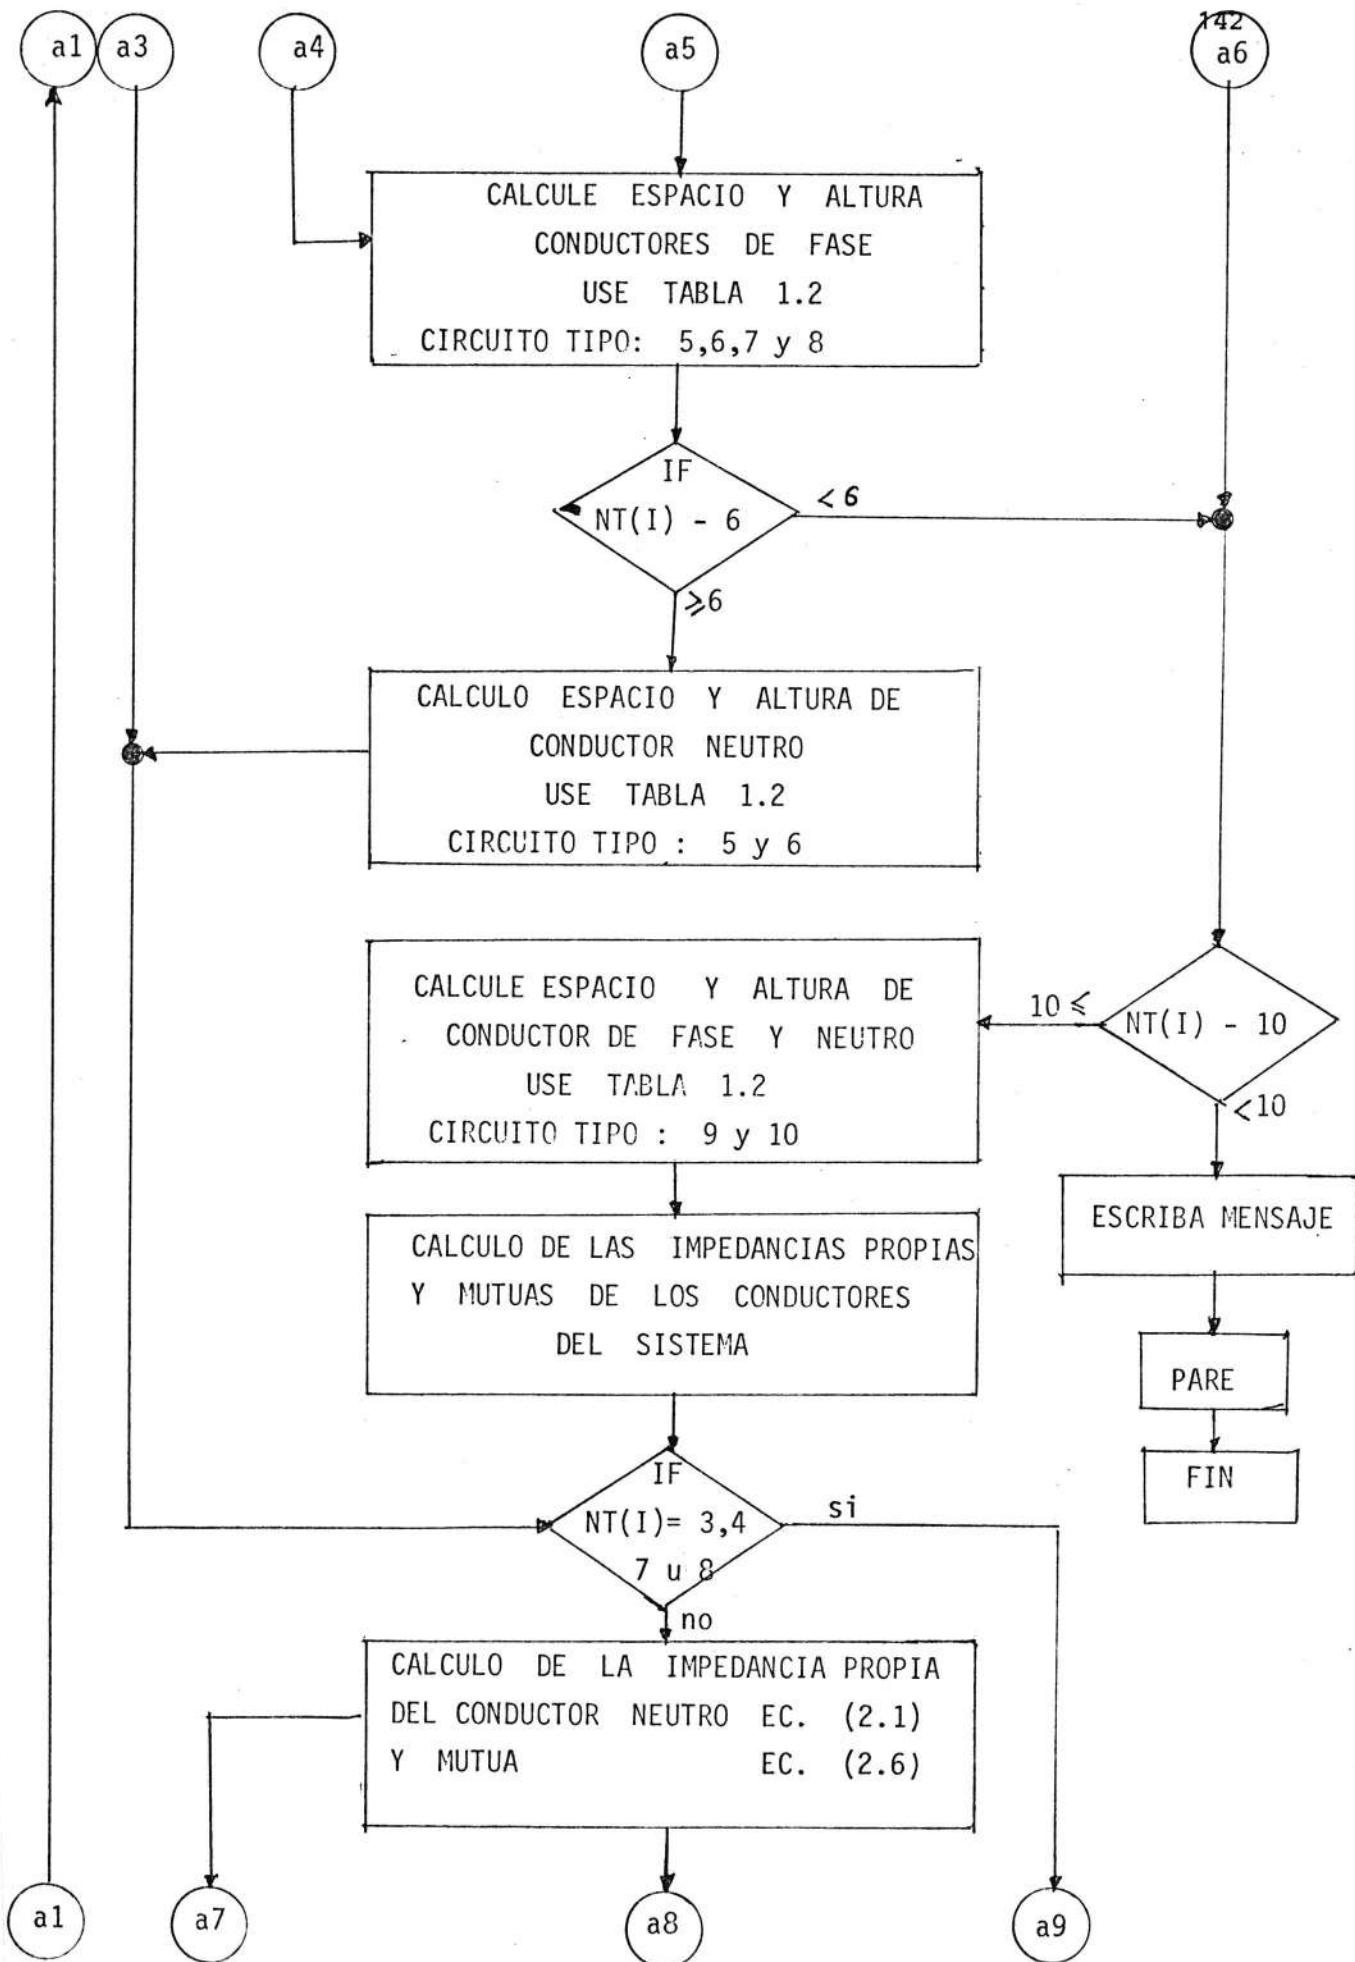 142
a1
a3
a4
a5
a6
CALCULE ESPACIO Y ALTURA
CONDUCTORES DE FASE
USE TABLA 1.2
CIRCUITO TIPO: 5,6,7 y 8
IF
NT(I) - 6
< 6
≥6
CALCULO ESPACIO Y ALTURA DE
CONDUCTOR NEUTRO
USE TABLA 1.2
CIRCUITO TIPO : 5 y 6
CALCULE ESPACIO Y ALTURA DE
CONDUCTOR DE FASE Y NEUTRO
USE TABLA 1.2
CIRCUITO TIPO : 9 y 10
10 ≤
NT(I) - 10
<10
ESCRIBA MENSAJE
PARE
FIN
CALCULO DE LAS IMPEDANCIAS PROPIAS
Y MUTUAS DE LOS CONDUCTORES
DEL SISTEMA
IF
NT(I)= 3,4
7 u 8
si
no
CALCULO DE LA IMPEDANCIA PROPIA
DEL CONDUCTOR NEUTRO EC. (2.1)
Y MUTUA EC. (2.6)
a1
a7
a8
a9